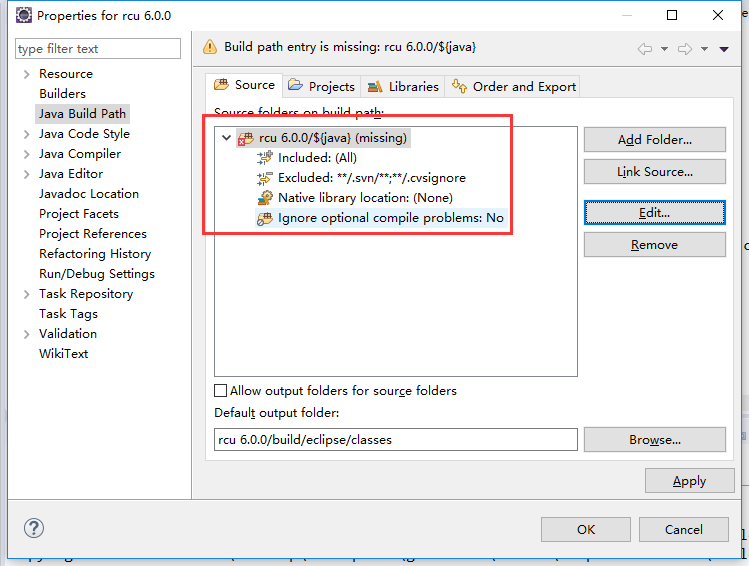 Properties for rcu 6.0.0
type filter text
Resource
Builders
Java Build Path
Java Code Style
Java Compiler
Java Editor
Javadoc Location
Project Facets
Project References
Refactoring History
Run/Debug Settings
Task Repository
Task Tags
Validation
WikiText
Build path entry is missing: rcu 6.0.0/${java}
Source
Projects
Libraries
Order and Export
Source folders on build path:
rcu 6.0.0/${java} (missing)
Included: (All)
Excluded: **/.svn/**;**/.cvsignore
Native library location: (None)
Ignore optional compile problems: No
Add Folder...
Link Source...
Edit...
Remove
Allow output folders for source folders
Default output folder:
rcu 6.0.0/build/eclipse/classes
Browse...
Apply
OK
Cancel